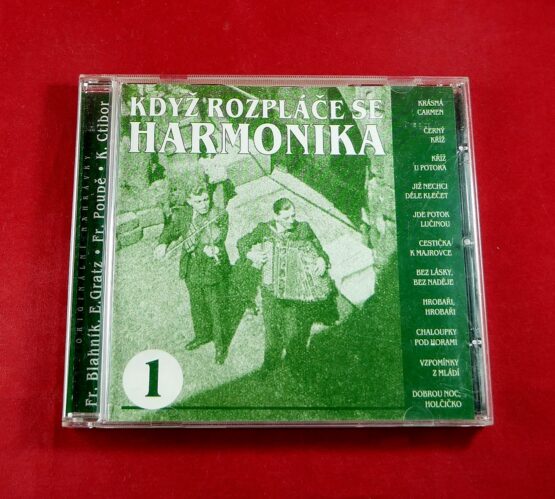 ORIGINÁLNÍ NAHRÁVKY
Fr. Blahník, E.Gratz • Fr. Poupě • K. Ctibor
KDYŽ ROZPLÁČE SE
HARMONIKA
1
KRÁSNÁ
CARMEN
ČERNÝ
KŘÍŽ
KŘÍŽ
U POTOKA
JIŽ NECHCI
DÉLE KLEČET
JDE POTOK
LUČINOU
CESTIČKA
K MAJROVCE
BEZ LÁSKY,
BEZ NADĚJE
HROBAŘI,
HROBAŘI
CHALOUPKY
POD HORAMI
VZPOMÍNKY
Z MLÁDÍ
DOBROU NOC,
HOLČIČKO